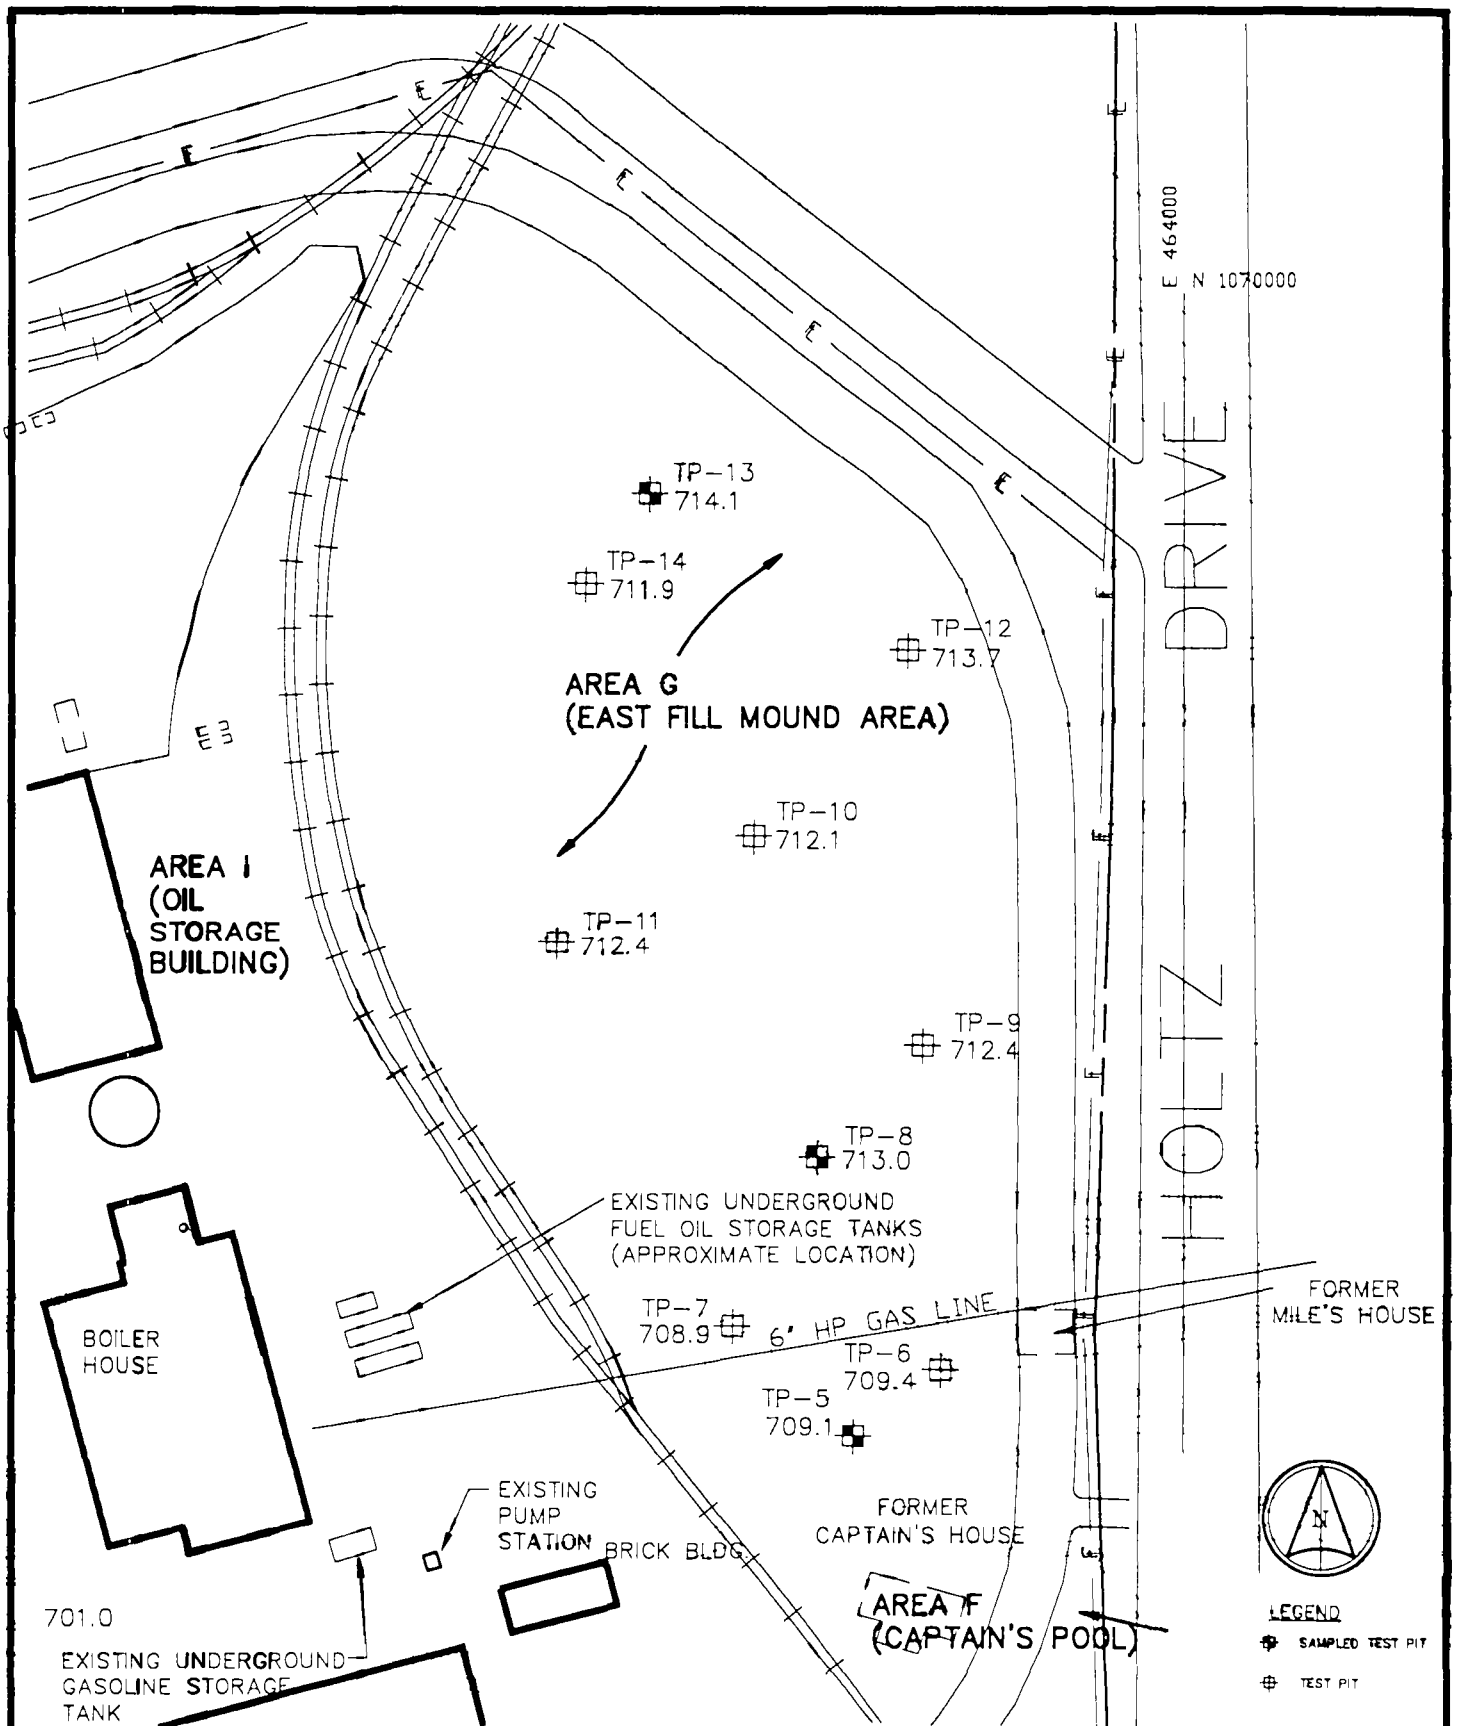 E
E
E
E
E
E
E
E 464000
N 1070000
HOLTZ DRIVE
TP-13
714.1
TP-14
711.9
TP-12
713.7
AREA G
(EAST FILL MOUND AREA)
TP-10
712.1
AREA I
(OIL
STORAGE
BUILDING)
TP-11
712.4
TP-9
712.4
TP-8
713.0
EXISTING UNDERGROUND
FUEL OIL STORAGE TANKS
(APPROXIMATE LOCATION)
TP-7
708.9
6" HP GAS LINE
FORMER
MILE'S HOUSE
BOILER
HOUSE
TP-6
709.4
TP-5
709.1
EXISTING
PUMP
STATION
BRICK BLDG.
FORMER
CAPTAIN'S HOUSE
N
AREA F
(CAPTAIN'S POOL)
701.0
EXISTING UNDERGROUND
GASOLINE STORAGE
TANK
LEGEND
SAMPLED TEST PIT
TEST PIT